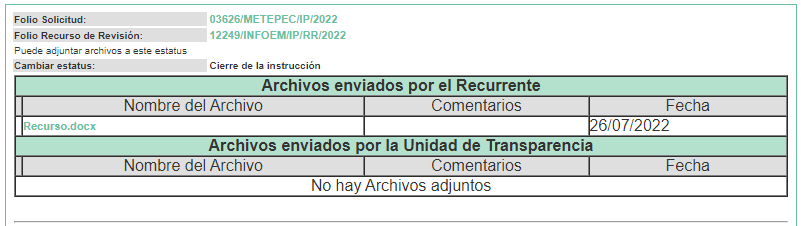 Folio Solicitud: 03626/METEPEC/IP/2022
Folio Recurso de Revisión: 12249/INFOEM/IP/RR/2022
Puede adjuntar archivos a este estatus
Cambiar estatus: Cierre de la instrucción
Archivos enviados por el Recurrente
Nombre del Archivo Comentarios Fecha
Recurso.docx 26/07/2022
Archivos enviados por la Unidad de Transparencia
Nombre del Archivo Comentarios Fecha
No hay Archivos adjuntos